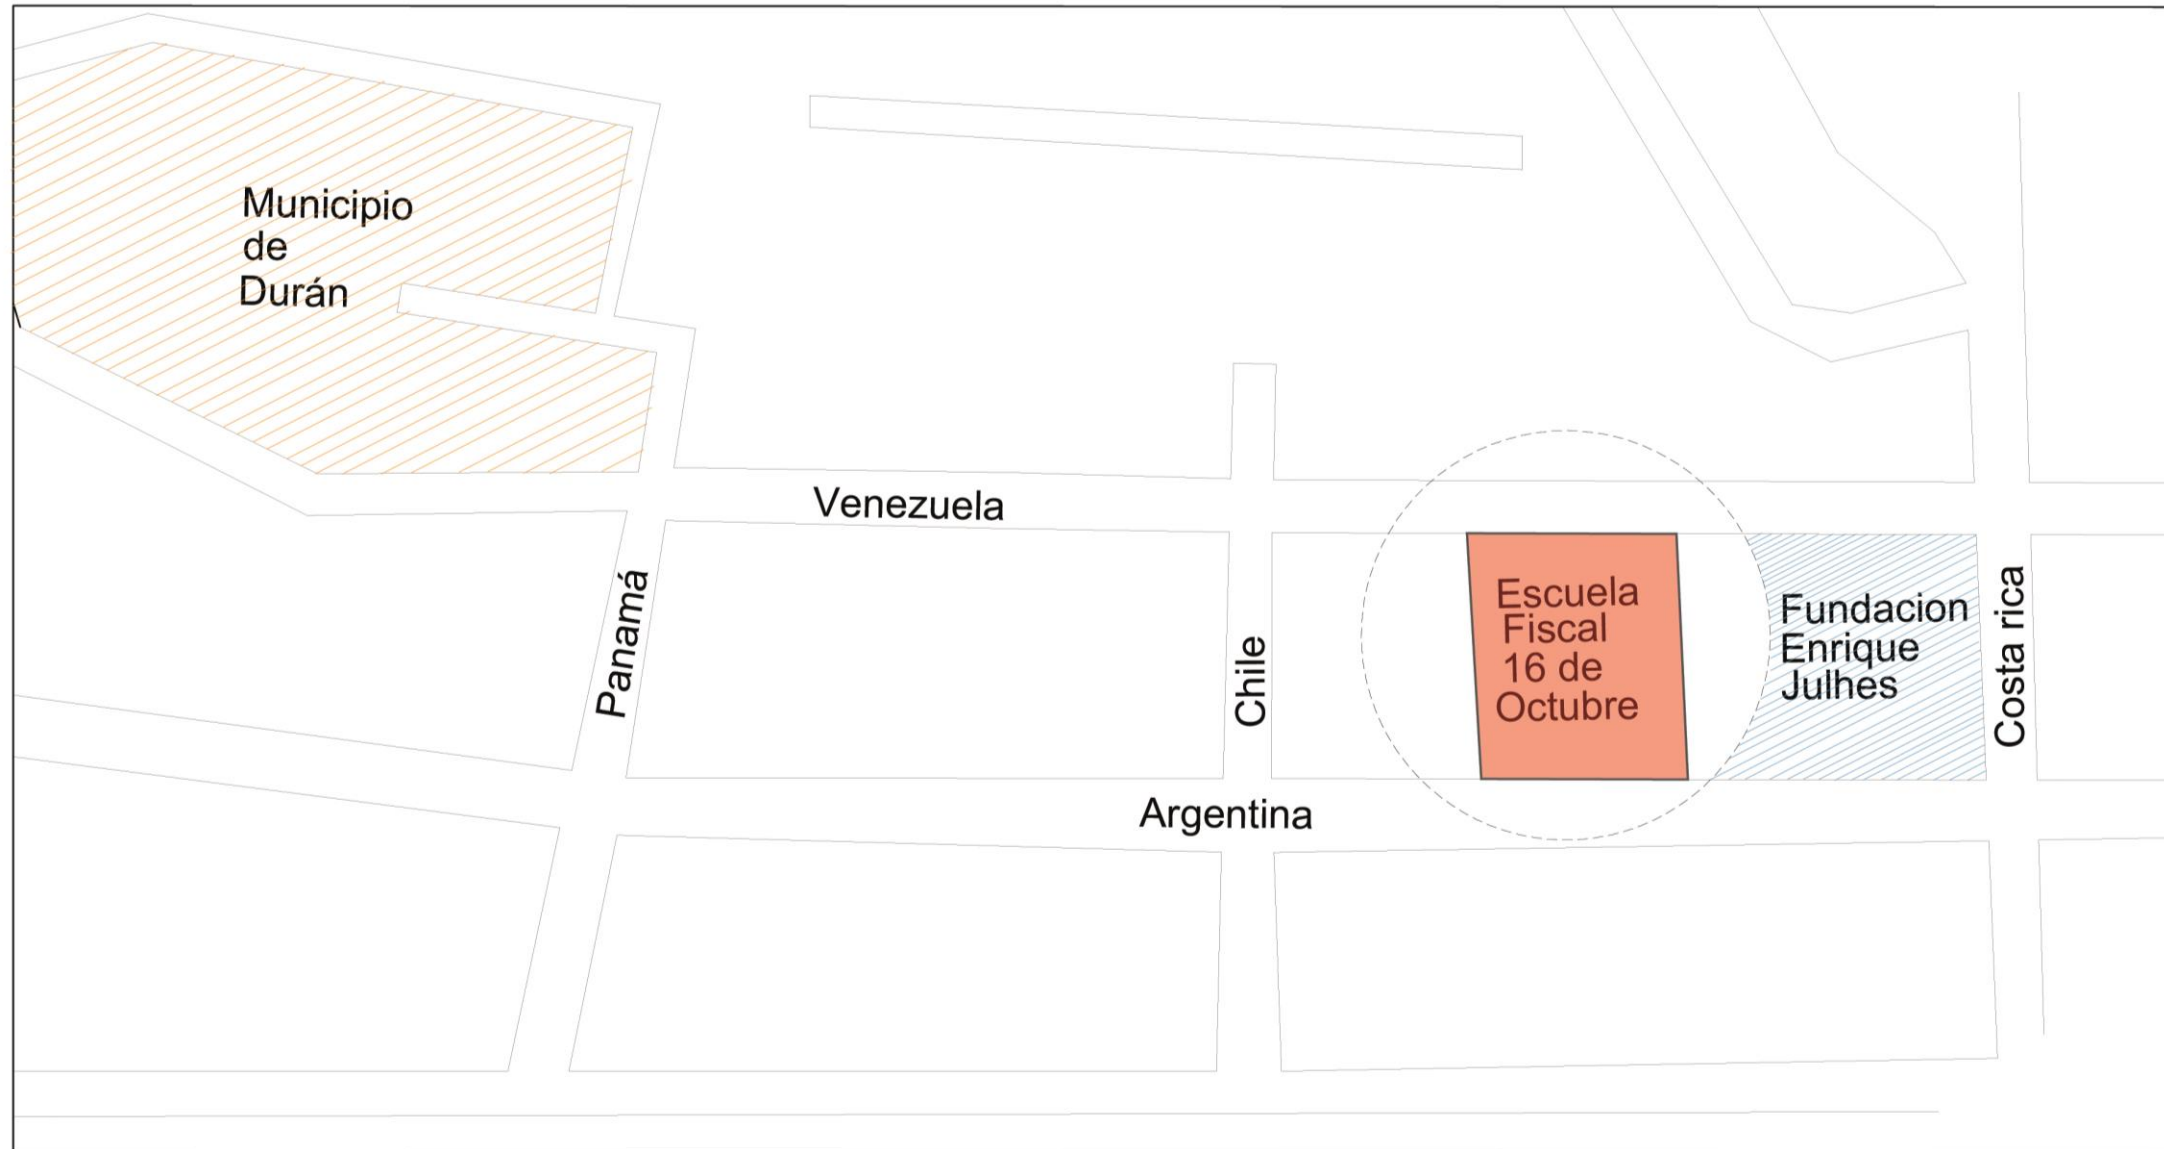 Municipio
de
Durán
Venezuela
Panamá
Chile
Escuela
Fiscal
16 de
Octubre
Fundacion
Enrique
Julhes
Costa rica
Argentina